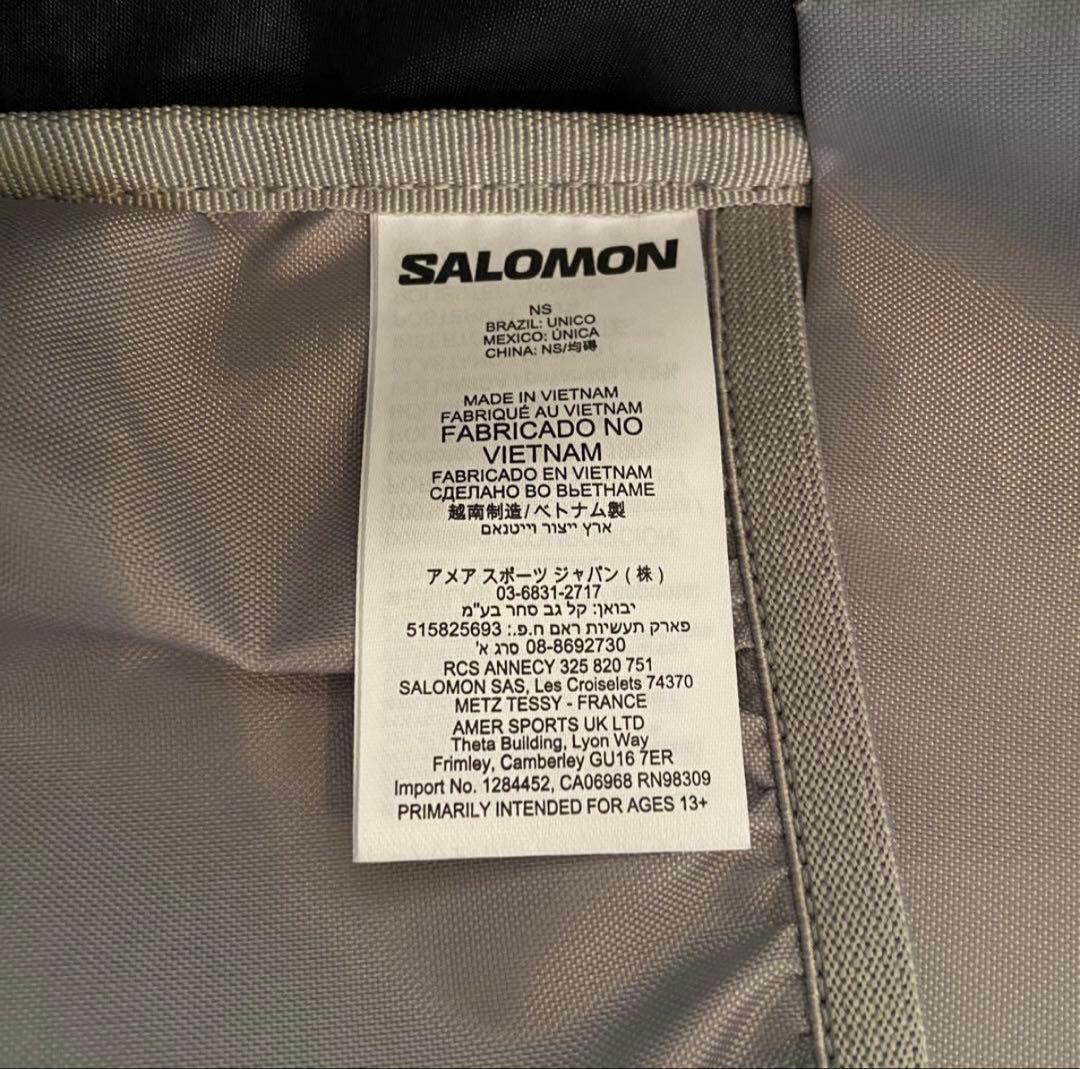 SALOMON
NS
BRAZIL: UNICO
MEXICO: ÚNICA
CHINA: NS/均碼
MADE IN VIETNAM
FABRIQUÉ AU VIETNAM
FABRICADO NO
VIETNAM
FABRICADO EN VIETNAM
СДЕЛАНО ВО ВЬЕТНАМЕ
越南制造/ベトナム製
ארץ ייצור וייטנאם
アメア スポーツ ジャパン ( 株 )
03-6831-2717
יבואן: קל גב סחר בע"מ
פארק תעשיות ראם ח.פ.: 515825693
08-8692730 סרג א'
RCS ANNECY 325 820 751
SALOMON SAS, Les Croiselets 74370
METZ TESSY - FRANCE
AMER SPORTS UK LTD
Theta Building, Lyon Way
Frimley, Camberley GU16 7ER
Import No. 1284452, CA06968 RN98309
PRIMARILY INTENDED FOR AGES 13+